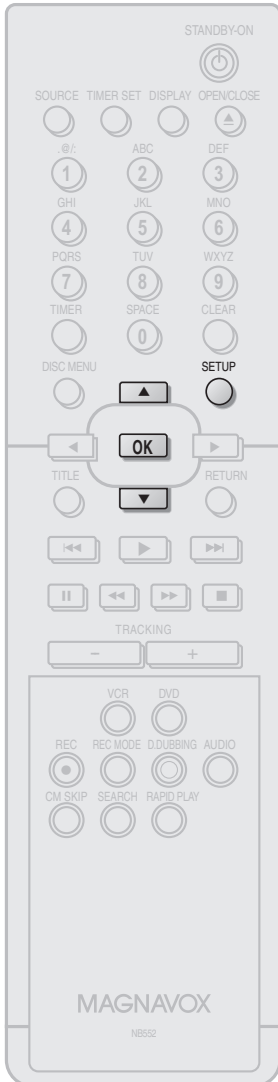 STANDBY-ON
SOURCE TIMER SET DISPLAY OPEN/CLOSE
.@/: ABC DEF
1 2 3
GHI JKL MNO
4 5 6
PQRS TUV WXYZ
7 8 9
TIMER SPACE CLEAR
0
DISC MENU SETUP
OK
TITLE RETURN
TRACKING
- +
VCR DVD
REC REC MODE D.DUBBING AUDIO
CM SKIP SEARCH RAPID PLAY
MAGNAVOX
NB552